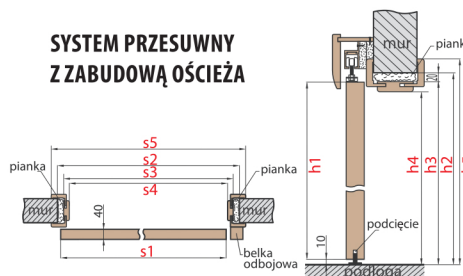 SYSTEM PRZESUWNY
Z ZABUDOWĄ OŚCIEŻA
mur
pianka
20
s5
s2
s3
s4
pianka
pianka
mur
mur
40
s1
belka
odbojowa
h1
h4
h3
h2
podcięcie
10
podłoga